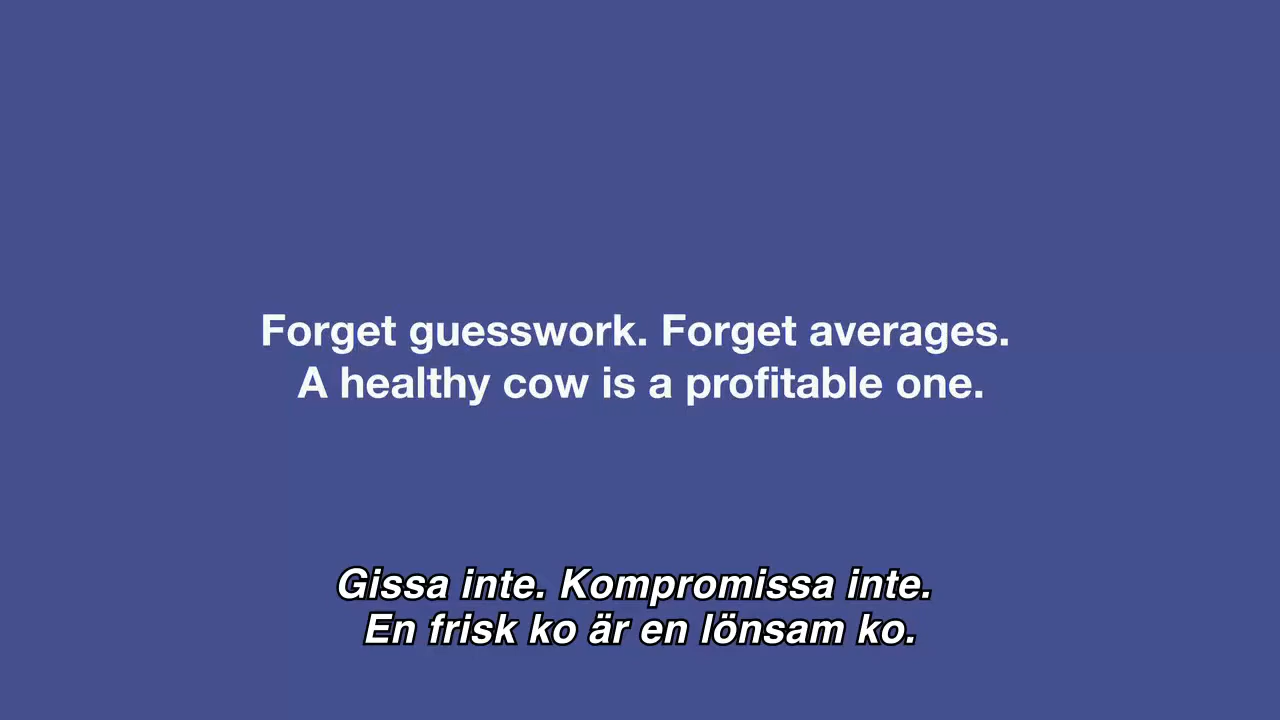 Forget guesswork. Forget averages.
A healthy cow is a profitable one.
Gissa inte. Kompromissa inte.
En frisk ko är en lönsam ko.